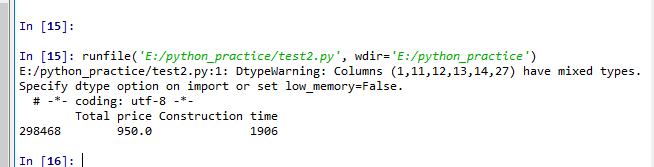 In [15]:
In [15]: runfile('E:/python_practice/test2.py', wdir='E:/python_practice')
E:/python_practice/test2.py:1: DtypeWarning: Columns (1,11,12,13,14,27) have mixed types.
Specify dtype option on import or set low_memory=False.
  # -*- coding: utf-8 -*-
        Total price Construction time
298468        950.0              1906
In [16]: